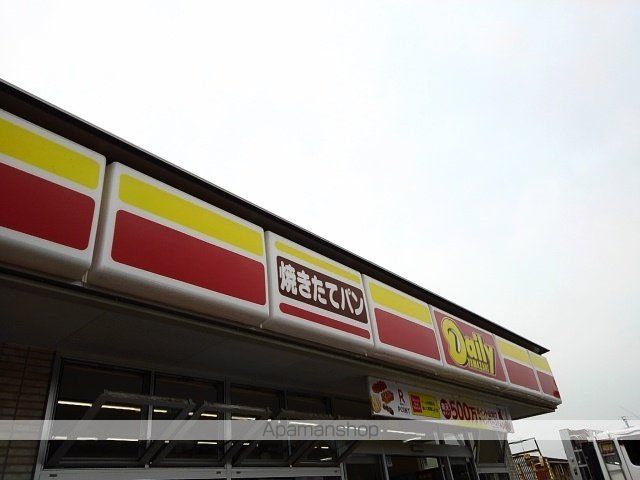 焼きたてパン
Daily
YAMAZAKI
R
POINT
500万
Apamanshop